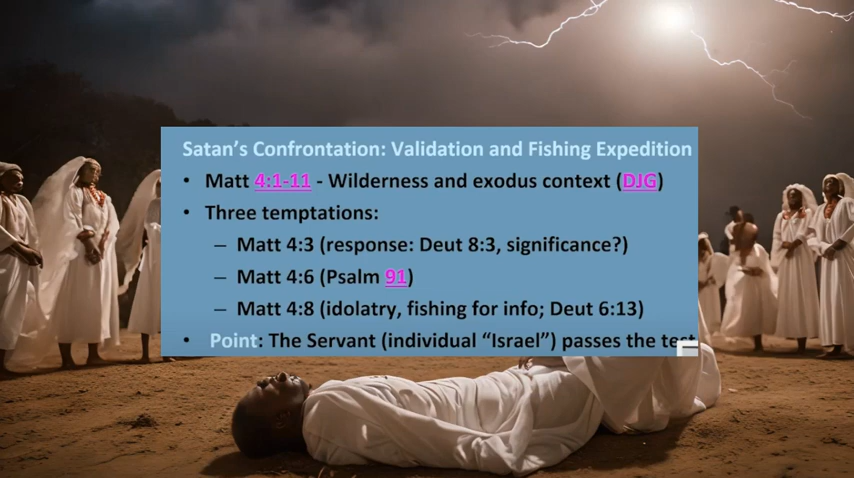 Satan's Confrontation: Validation and Fishing Expedition
• Matt 4:1-11 - Wilderness and exodus context (DJG)
• Three temptations:
– Matt 4:3 (response: Deut 8:3, significance?)
– Matt 4:6 (Psalm 91)
– Matt 4:8 (idolatry, fishing for info; Deut 6:13)
• Point: The Servant (individual “Israel”) passes the test